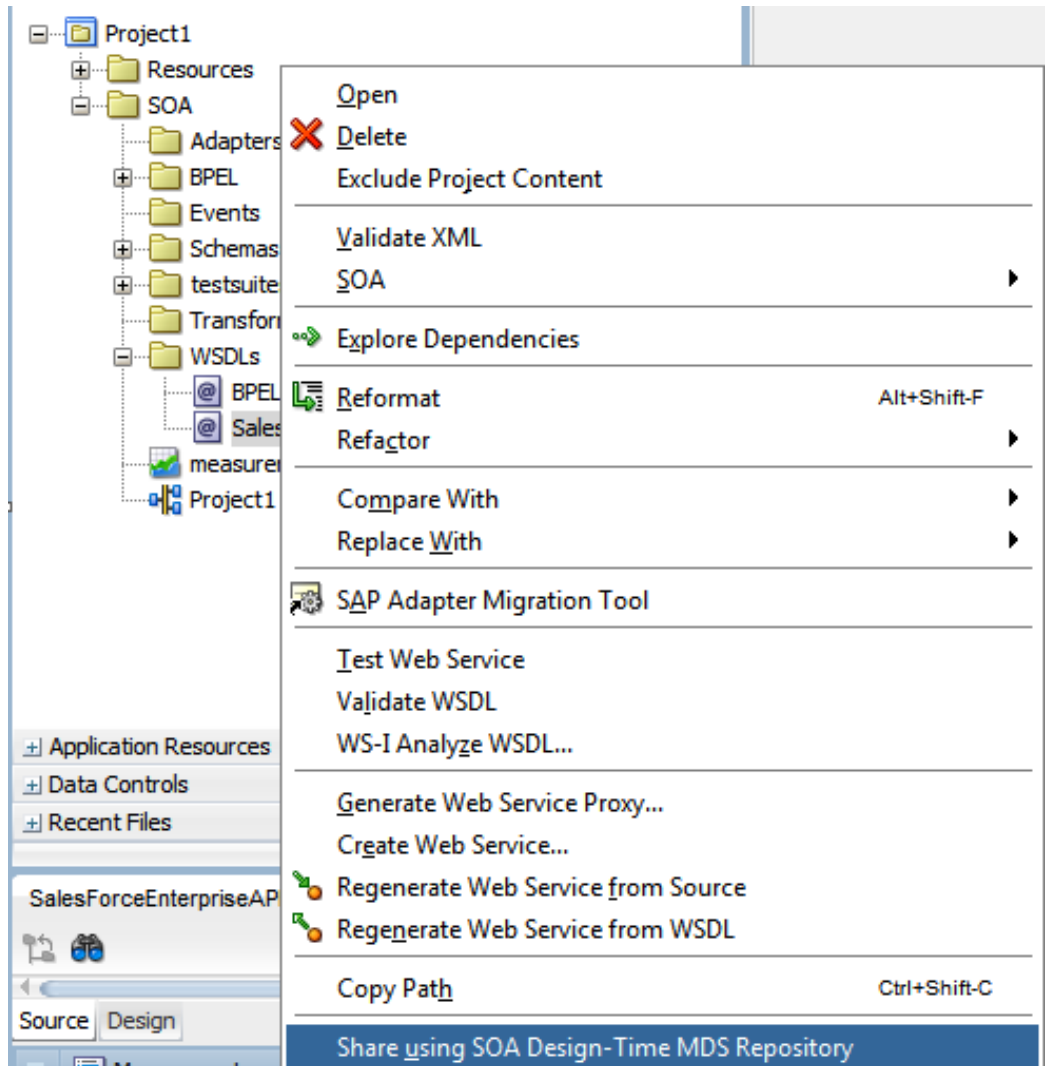 Project1
Resources
SOA
Adapters
BPEL
Events
Schemas
testsuite
Transfor
WSDLs
BPEL
Sales
measure
Project1
Open
Delete
Exclude Project Content
Validate XML
SOA
Explore Dependencies
Reformat Alt+Shift-F
Refactor
Compare With
Replace With
SAP Adapter Migration Tool
Test Web Service
Validate WSDL
WS-I Analyze WSDL...
Generate Web Service Proxy...
Create Web Service...
Regenerate Web Service from Source
Regenerate Web Service from WSDL
Copy Path Ctrl+Shift-C
Share using SOA Design-Time MDS Repository
Application Resources
Data Controls
Recent Files
SalesForceEnterpriseAP
Source Design